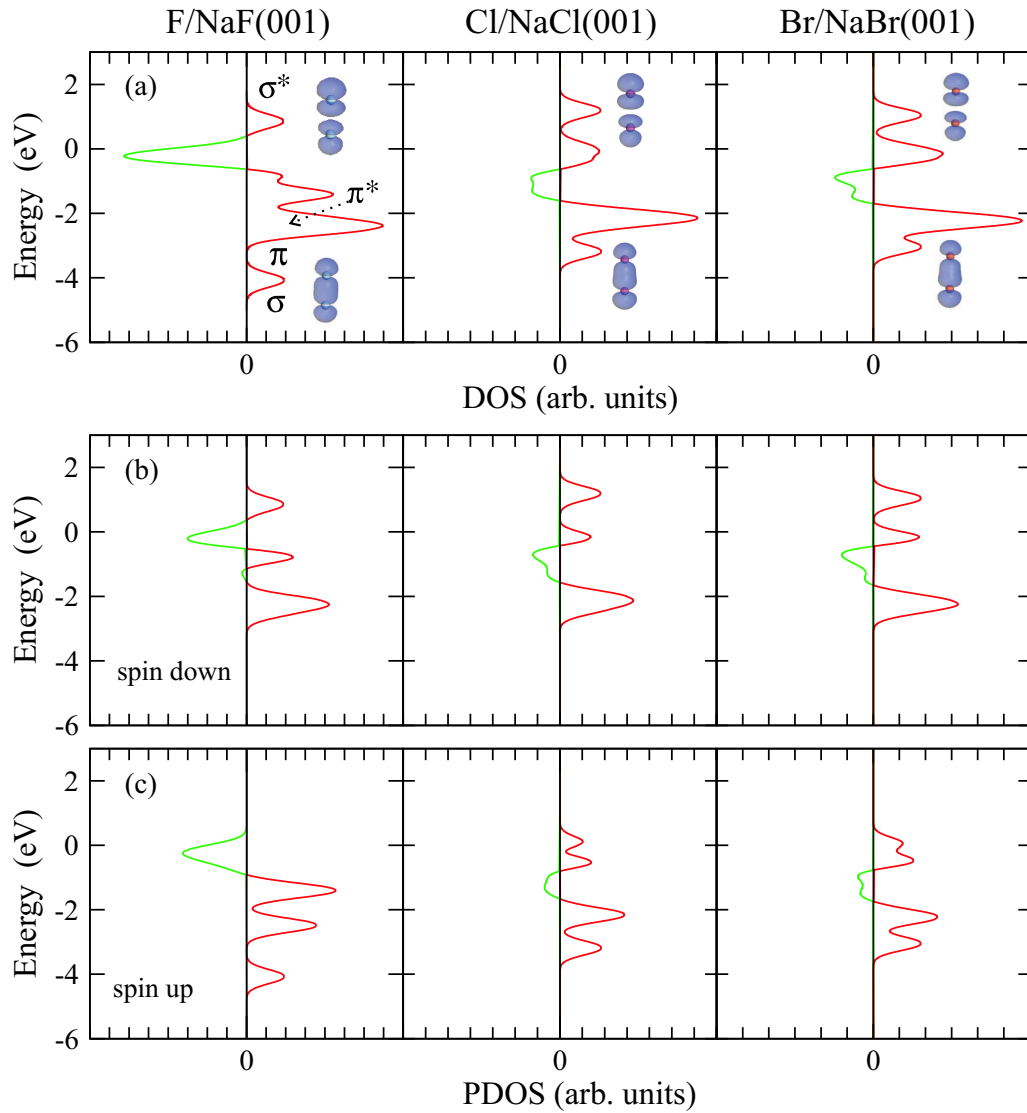 F/NaF(001) Cl/NaCl(001) Br/NaBr(001)
(a)
σ*
π*
π
σ
2
0
-2
-4
-6
Energy (eV)
0 0 0
DOS (arb. units)
(b)
2
0
-2
-4
-6
Energy (eV)
spin down
(c)
2
0
-2
-4
-6
Energy (eV)
spin up
0 0 0
PDOS (arb. units)